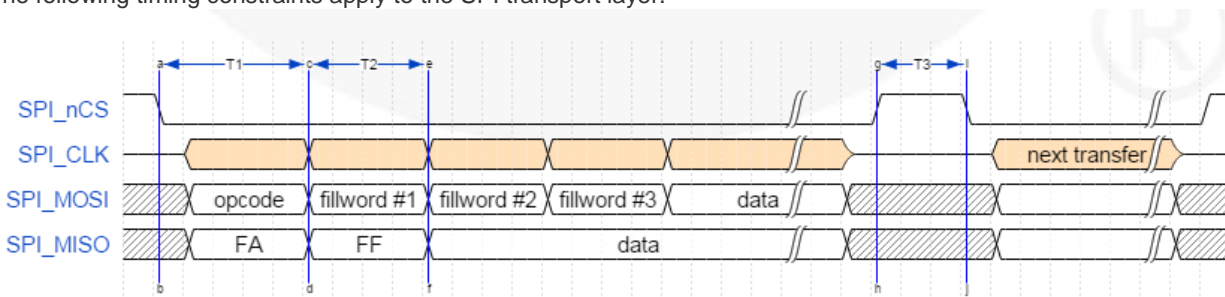 The following timing constraints apply to the SPI transport layer:
a T1 c T2 e g T3 i
SPI_nCS
SPI_CLK next transfer
SPI_MOSI opcode fillword #1 fillword #2 fillword #3 data
SPI_MISO FA FF data
b d f h j